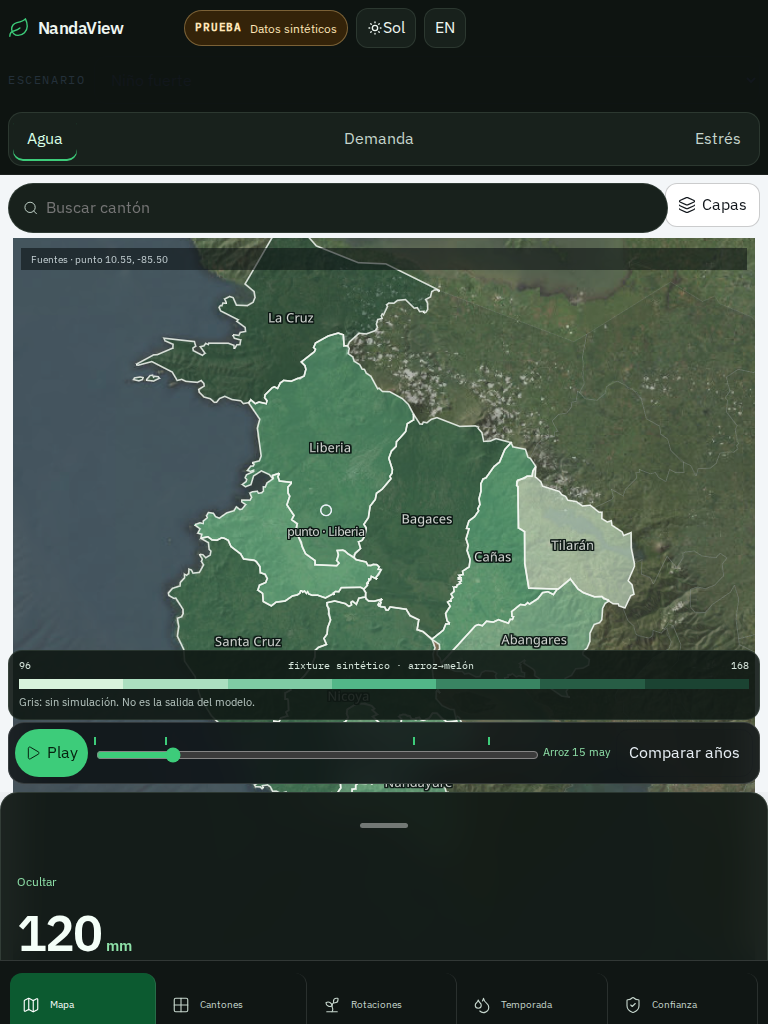 NandaView
PRUEBA Datos sintéticos
Sol
EN
ESCENARIO
Agua
Demanda
Estrés
Buscar cantón
Capas
Fuentes · punto 10.55, -85.50
La Cruz
Liberia
punto · Liberia
Bagaces
Cañas
Tilarán
Santa Cruz
Abangares
96
fixture sintético · arroz→melón
168
Nicoya
Gris: sin simulación. No es la salida del modelo.
Play
Arroz 15 may
Comparar años
Nandayure
Ocultar
120 mm
Mapa
Cantones
Rotaciones
Temporada
Confianza